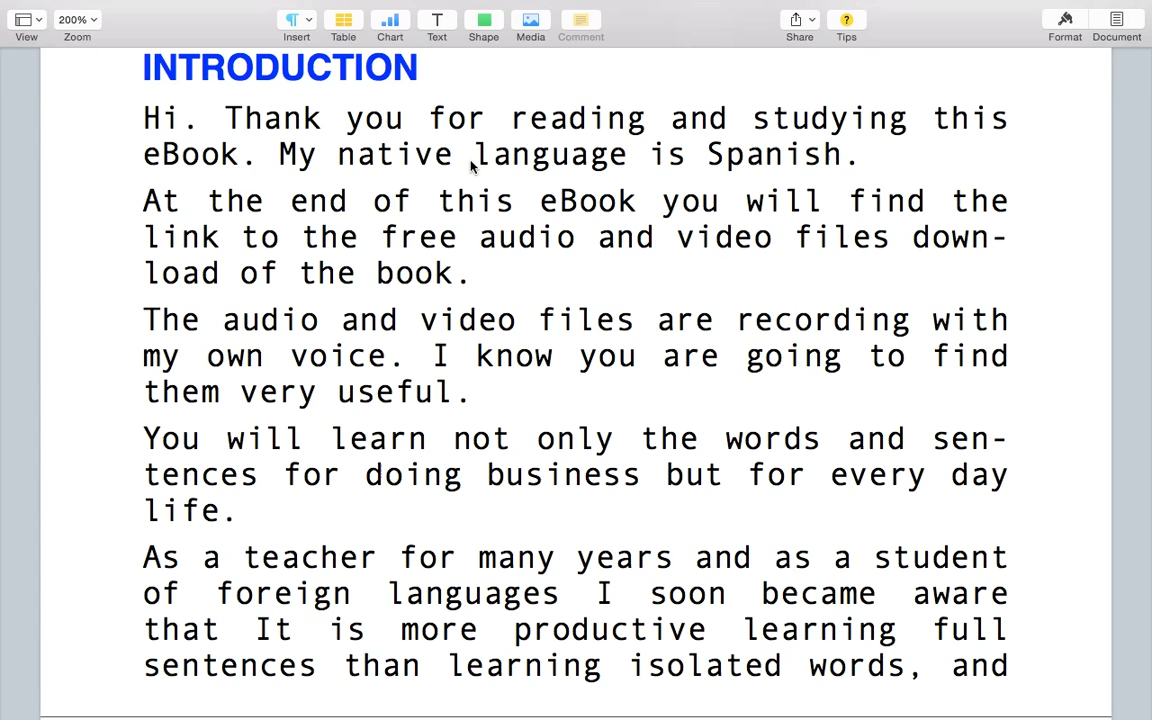 View
200%
Zoom
Insert
Table
Chart
Text
Shape
Media
Comment
Share
Tips
Format
Document
INTRODUCTION
Hi. Thank you for reading and studying this
eBook. My native language is Spanish.
At the end of this eBook you will find the
link to the free audio and video files down-
load of the book.
The audio and video files are recording with
my own voice. I know you are going to find
them very useful.
You will learn not only the words and sen-
tences for doing business but for every day
life.
As a teacher for many years and as a student
of foreign languages I soon became aware
that It is more productive learning full
sentences than learning isolated words, and